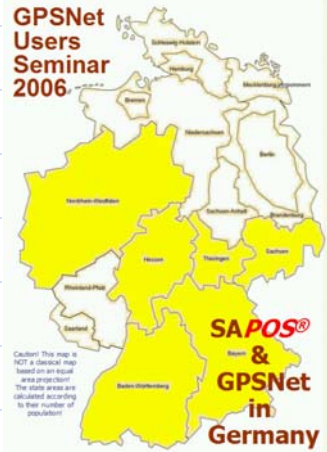 GPSNet
Users
Seminar
2006
Schleswig-Holstein
Hamburg
Mecklenburg-Vorpommern
Bremen
Niedersachsen
Berlin
Nordrhein-Westfalen
Sachsen-Anhalt
Brandenburg
Hessen
Thüringen
Sachsen
Rheinland-Pfalz
Saarland
Caution! This map is
NOT a classical map
based on an equal
area projection!
The state areas are
calculated according
to their number of
population!
Baden-Württemberg
Bayern
SAPOS®
&
GPSNet
in
Germany